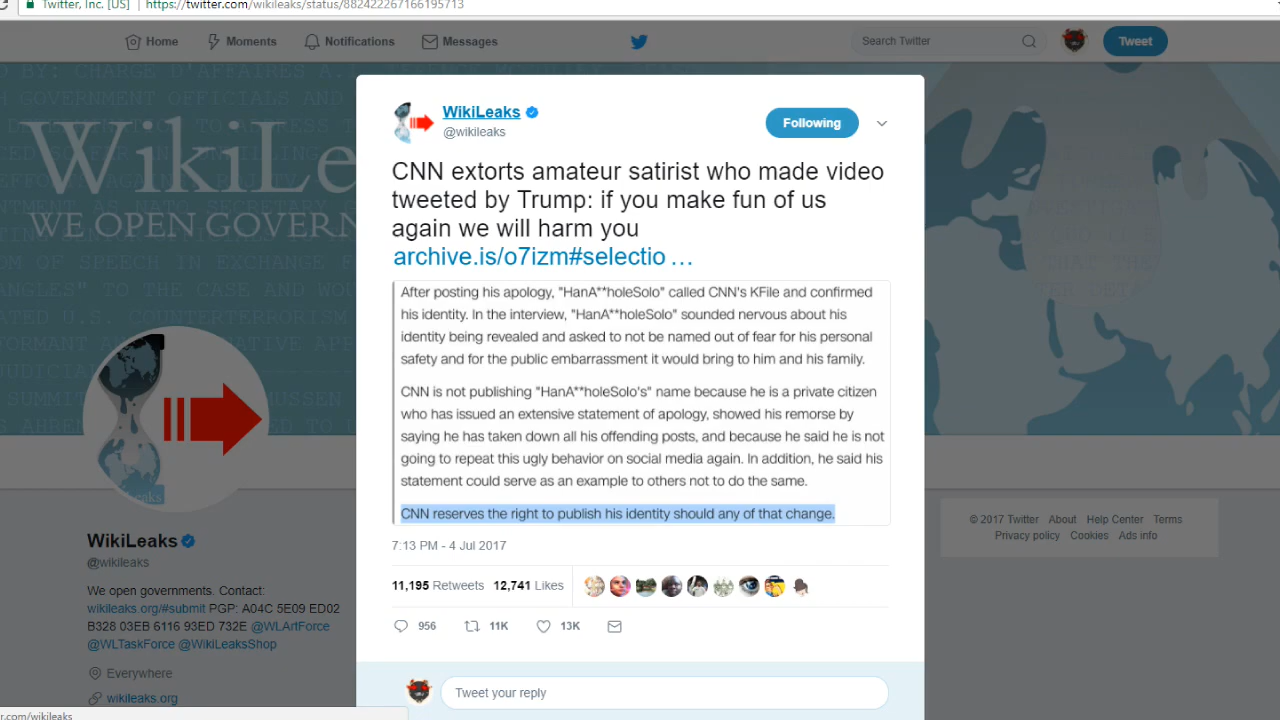 Twitter, Inc. [US] | https://twitter.com/wikileaks/status/882422267166195713
Home Moments Notifications Messages Search Twitter Tweet
WikiLeaks
@wikileaks
Following
CNN extorts amateur satirist who made video
tweeted by Trump: if you make fun of us
again we will harm you
archive.is/o7izm#selectio …
After posting his apology, "HanA**holeSolo" called CNN's KFile and confirmed
his identity. In the interview, "HanA**holeSolo" sounded nervous about his
identity being revealed and asked to not be named out of fear for his personal
safety and for the public embarrassment it would bring to him and his family.
CNN is not publishing "HanA**holeSolo's" name because he is a private citizen
who has issued an extensive statement of apology, showed his remorse by
saying he has taken down all his offending posts, and because he said he is not
going to repeat this ugly behavior on social media again. In addition, he said his
statement could serve as an example to others not to do the same.
CNN reserves the right to publish his identity should any of that change.
7:13 PM - 4 Jul 2017
11,195 Retweets 12,741 Likes
956 11K 13K
Tweet your reply
WikiLe
WE OPEN GOVERN
WikiLeaks
@wikileaks
We open governments. Contact:
wikileaks.org/#submit PGP: A04C 5E09 ED02
B328 03EB 6116 93ED 732E @WLArtForce
@WLTaskForce @WikiLeaksShop
Everywhere
wikileaks.org
© 2017 Twitter About Help Center Terms
Privacy policy Cookies Ads info
er.com/wikileaks